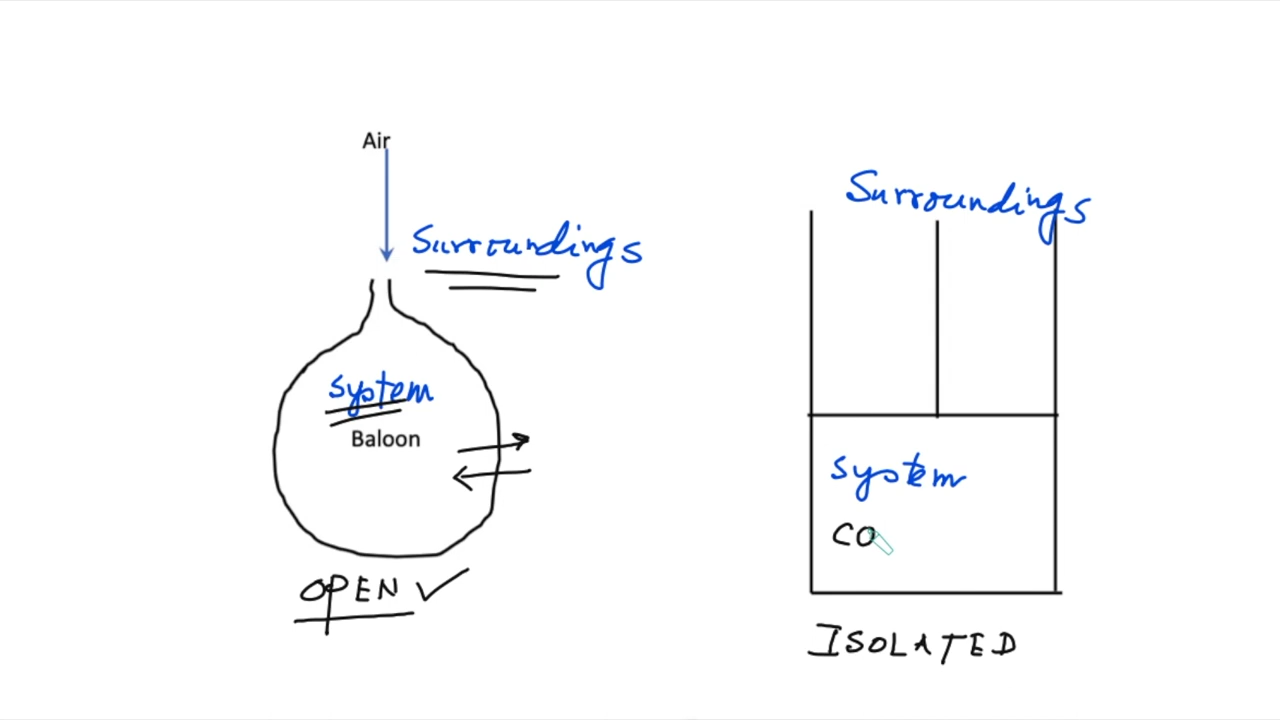 Air
Surroundings
system
Baloon
OPEN
Surroundings
system
CO
ISOLATED